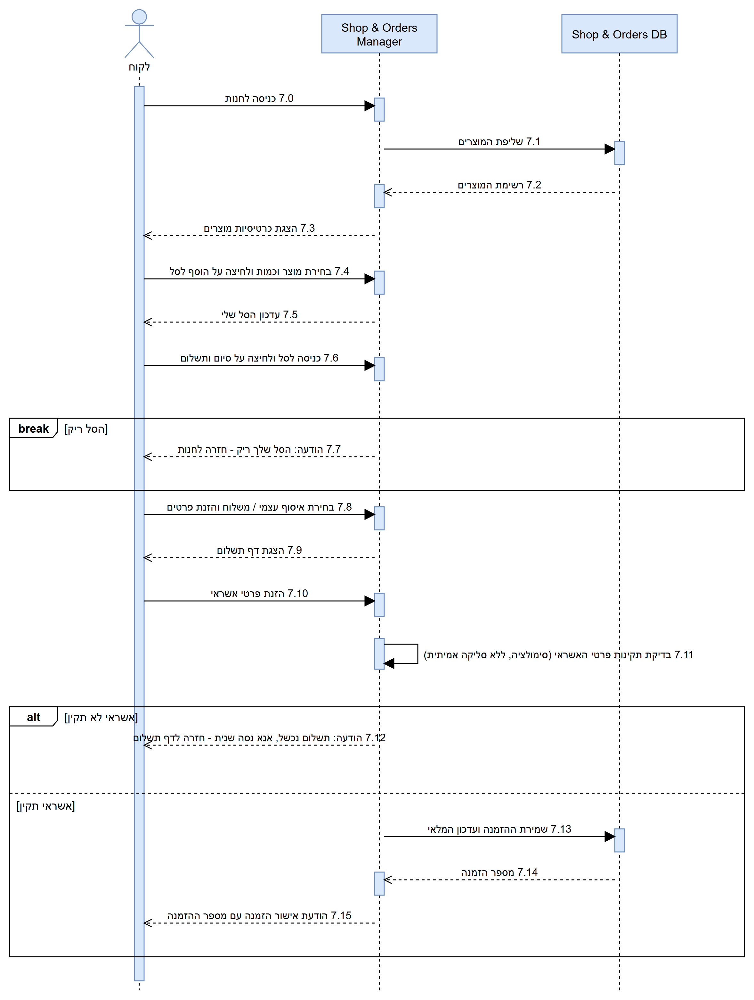 לקוח
Shop & Orders
Manager
Shop & Orders DB
7.0 כניסה לחנות
7.1 שליפת המוצרים
7.2 רשימת המוצרים
7.3 הצגת כרטיסיות מוצרים
7.4 בחירת מוצר וכמות ולחיצה על הוסף לסל
7.5 עדכון הסל שלי
7.6 כניסה לסל ולחיצה על סיום ותשלום
break
[הסל ריק]
7.7 הודעה: הסל שלך ריק - חזרה לחנות
7.8 בחירת איסוף עצמי / משלוח והזנת פרטים
7.9 הצגת דף תשלום
7.10 הזנת פרטי אשראי
7.11 בדיקת תקינות פרטי האשראי (סימולציה, ללא סליקה אמיתית)
alt
[אשראי לא תקין]
7.12 הודעה: תשלום נכשל, אנא נסה שנית - חזרה לדף תשלום
[אשראי תקין]
7.13 שמירת ההזמנה ועדכון המלאי
7.14 מספר הזמנה
7.15 הודעת אישור הזמנה עם מספר ההזמנה